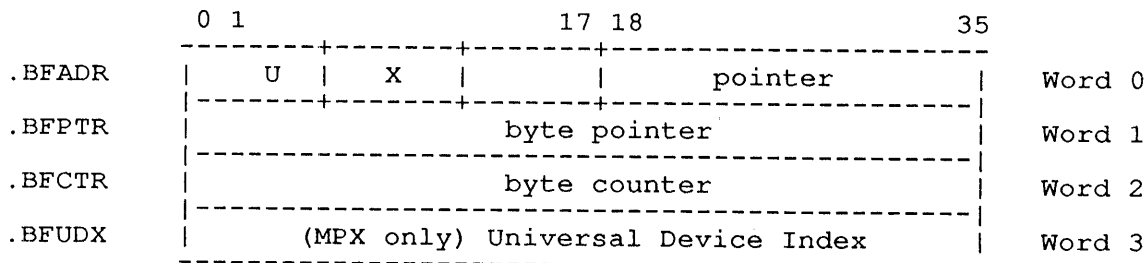 0 1 17 18 35
.BFADR U X pointer Word 0
.BFPTR byte pointer Word 1
.BFCTR byte counter Word 2
.BFUDX (MPX only) Universal Device Index Word 3